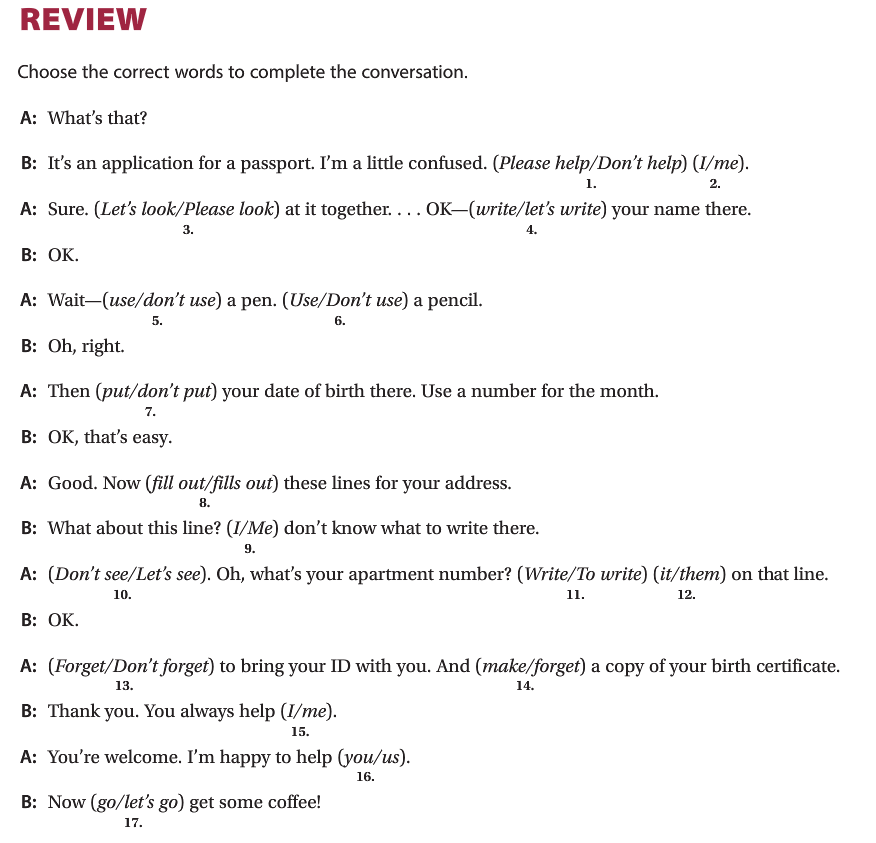 REVIEW
Choose the correct words to complete the conversation.
A: What's that?
B: It's an application for a passport. I'm a little confused. (Please help/Don't help) (I/me).
1. 2.
A: Sure. (Let's look/Please look) at it together. . . . OK—(write/let's write) your name there.
3. 4.
B: OK.
A: Wait—(use/don't use) a pen. (Use/Don't use) a pencil.
5. 6.
B: Oh, right.
A: Then (put/don't put) your date of birth there. Use a number for the month.
7.
B: OK, that's easy.
A: Good. Now (fill out/fills out) these lines for your address.
8.
B: What about this line? (I/Me) don't know what to write there.
9.
A: (Don't see/Let's see). Oh, what's your apartment number? (Write/To write) (it/them) on that line.
10. 11. 12.
B: OK.
A: (Forget/Don't forget) to bring your ID with you. And (make/forget) a copy of your birth certificate.
13. 14.
B: Thank you. You always help (I/me).
15.
A: You're welcome. I'm happy to help (you/us).
16.
B: Now (go/let's go) get some coffee!
17.